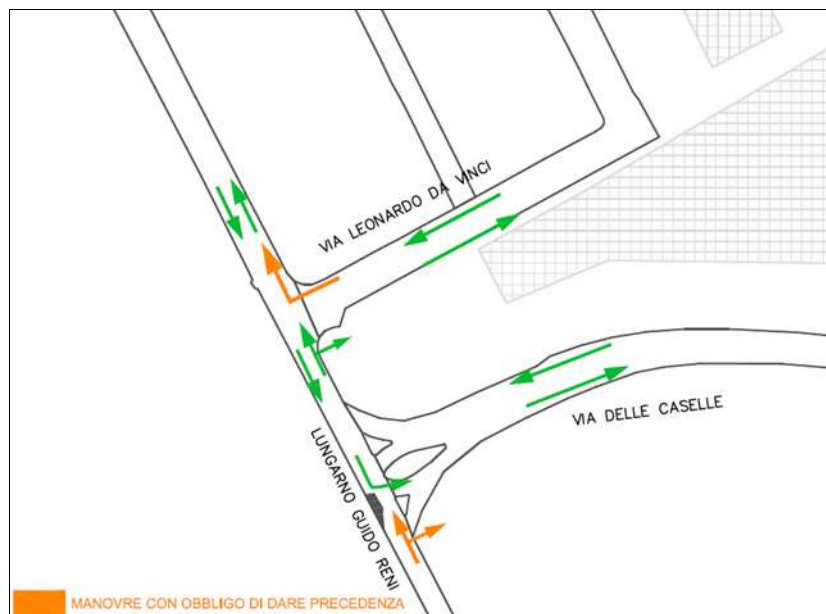 VIA LEONARDO DA VINCI
VIA DELLE CASELLE
LUNGARNO GUIDO RENI
MANOVRE CON OBBLIGO DI DARE PRECEDENZA